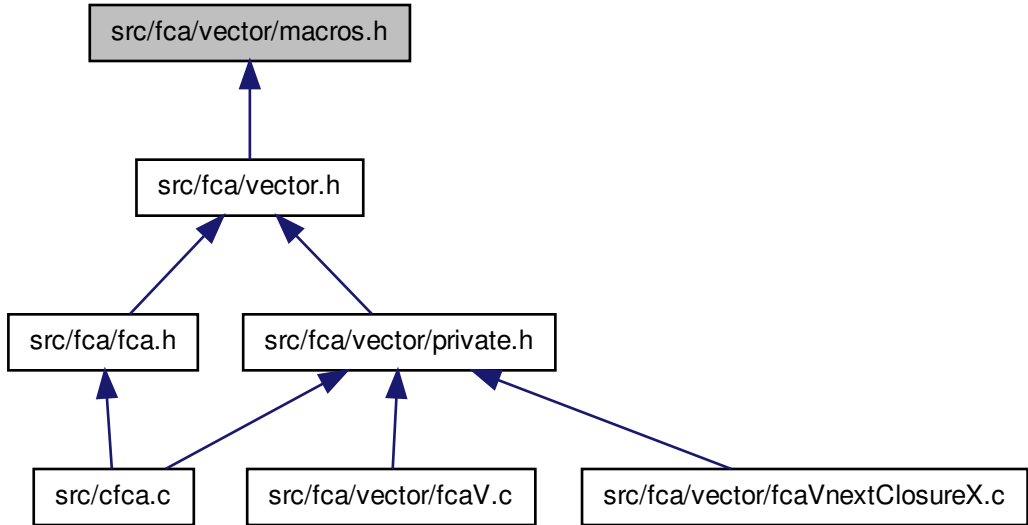 src/fca/vector/macros.h
src/fca/vector.h
src/fca/fca.h
src/fca/vector/private.h
src/cfca.c
src/fca/vector/fcaV.c
src/fca/vector/fcaVnextClosureX.c